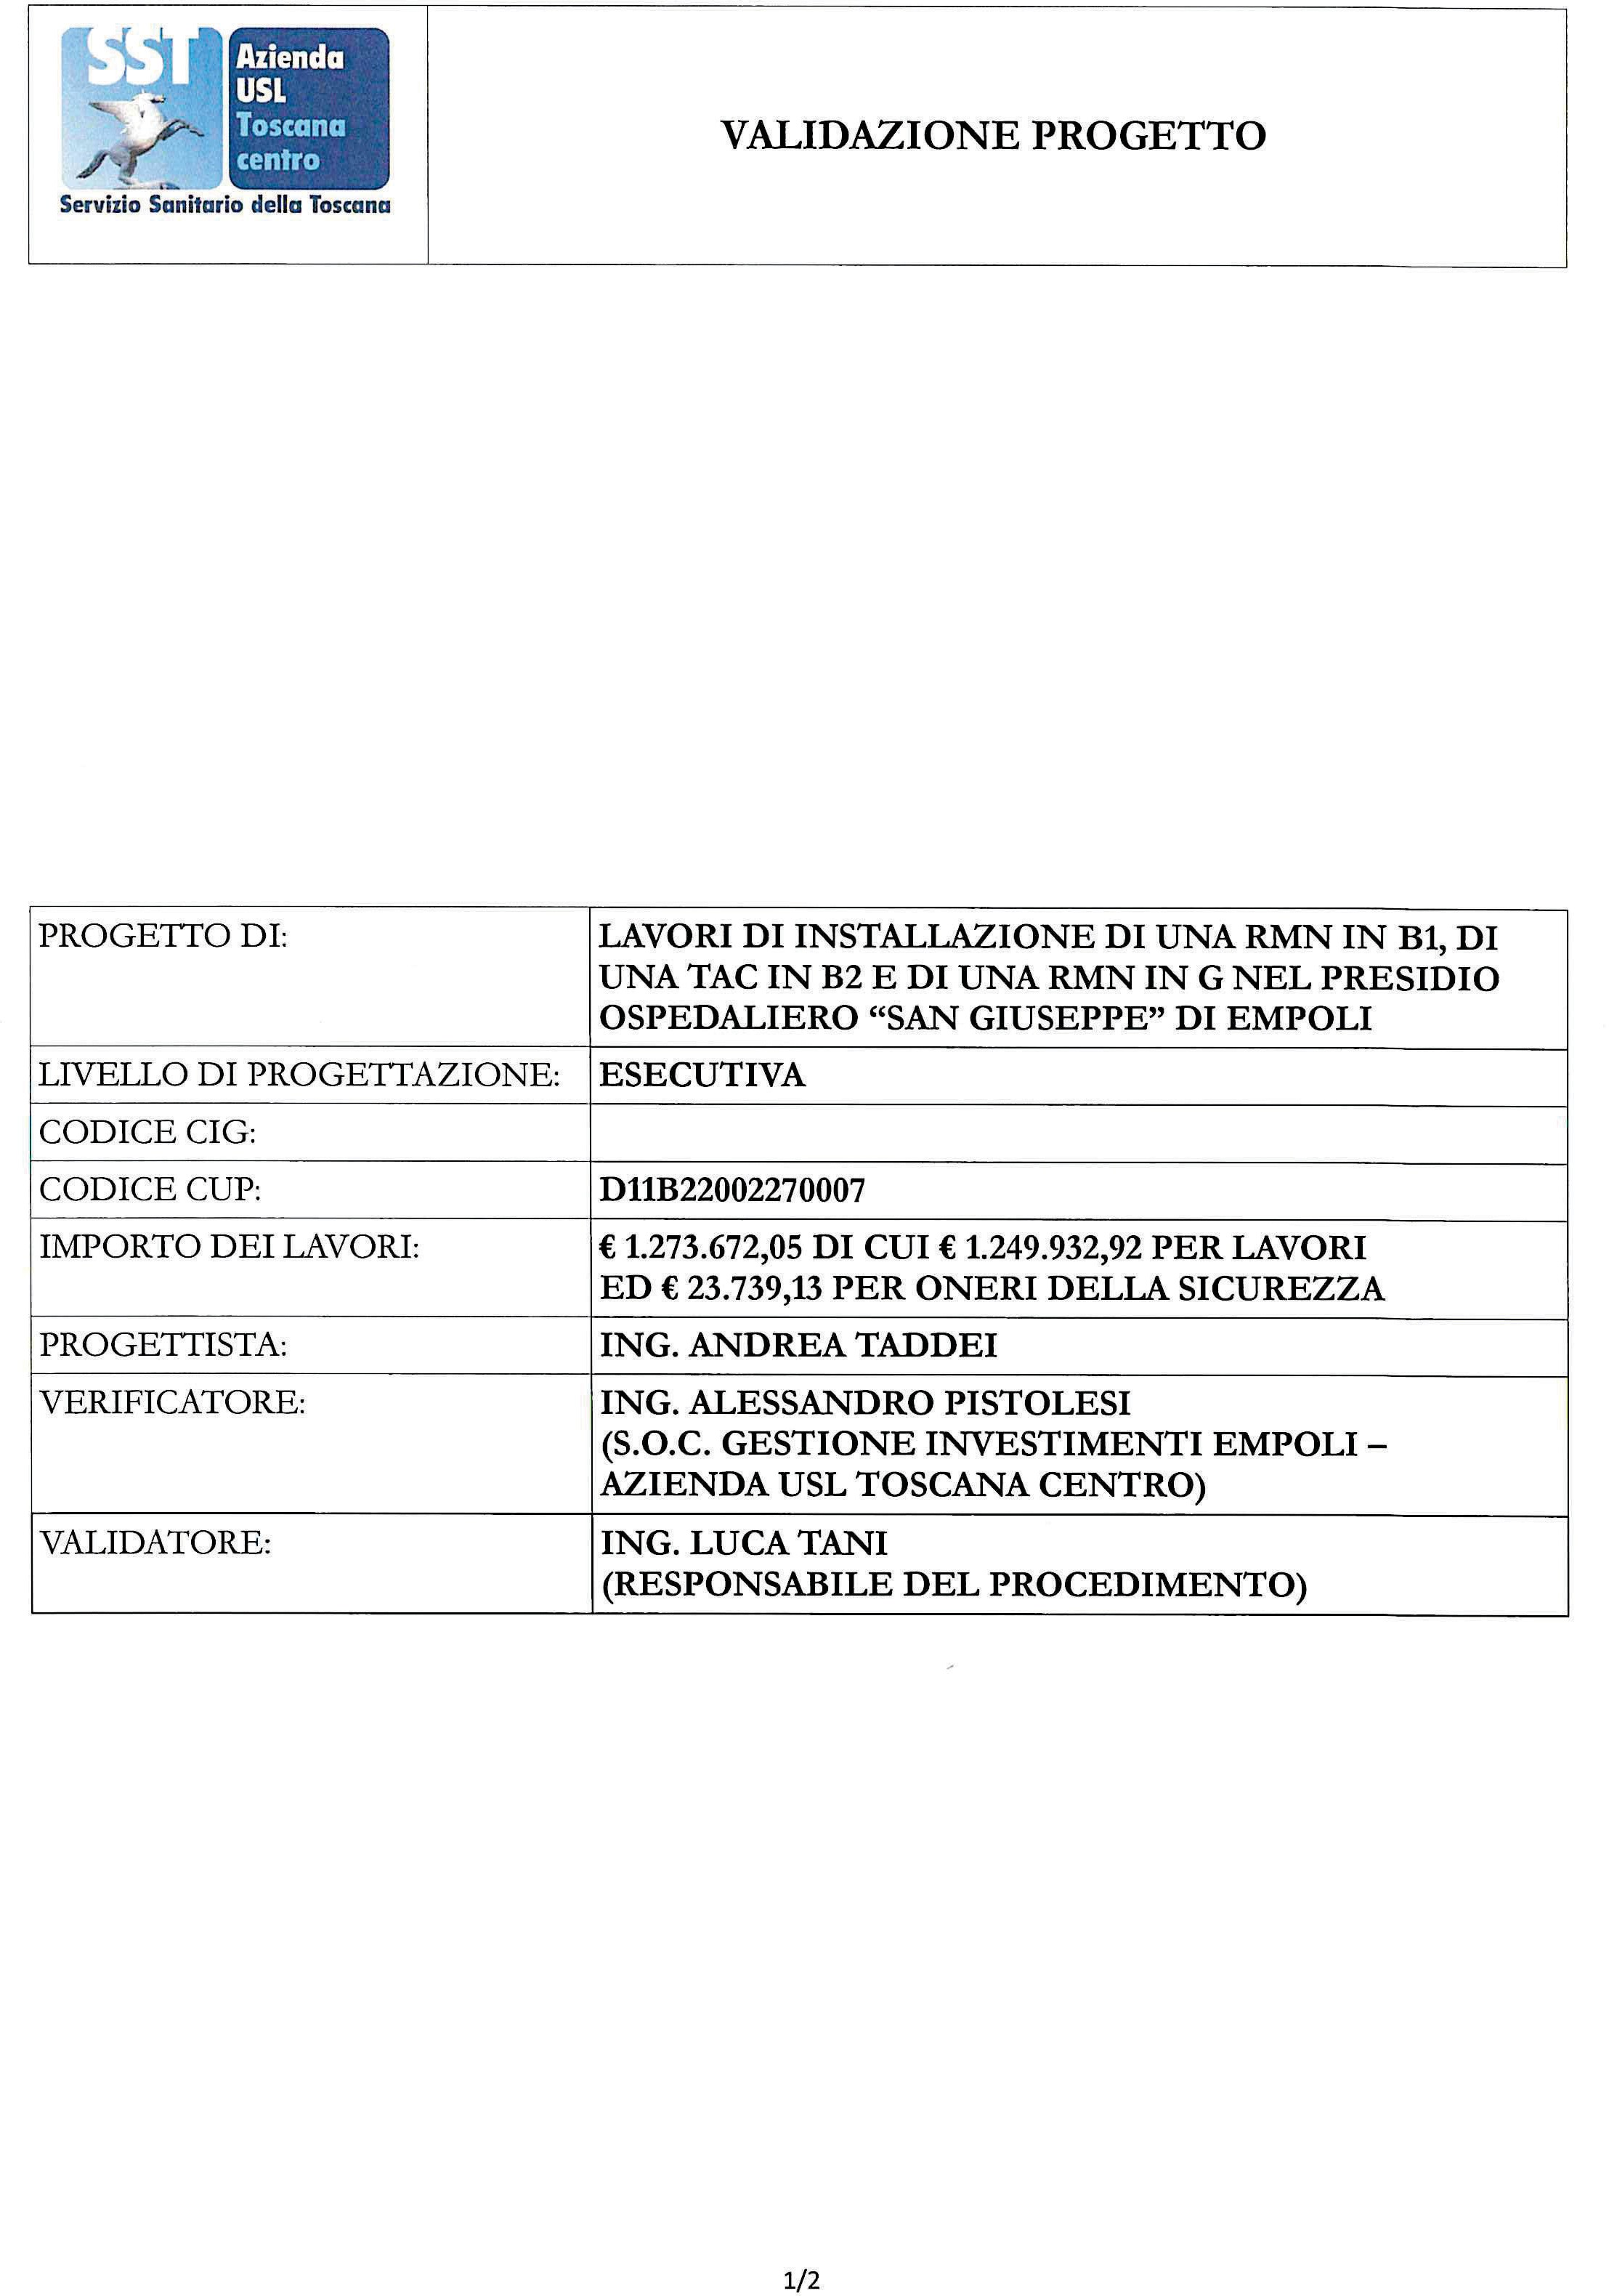 SST
Azienda
USL
Toscana
centro
Servizio Sanitario della Toscana
VALIDAZIONE PROGETTO
PROGETTO DI:
LAVORI DI INSTALLAZIONE DI UNA RMN IN B1, DI
UNA TAC IN B2 E DI UNA RMN IN G NEL PRESIDIO
OSPEDALIERO “SAN GIUSEPPE” DI EMPOLI
LIVELLO DI PROGETTAZIONE:
ESECUTIVA
CODICE CIG:
CODICE CUP:
D11B22002270007
IMPORTO DEI LAVORI:
€ 1.273.672,05 DI CUI € 1.249.932,92 PER LAVORI
ED € 23.739,13 PER ONERI DELLA SICUREZZA
PROGETTISTA:
ING. ANDREA TADDEI
VERIFICATORE:
ING. ALESSANDRO PISTOLESI
(S.O.C. GESTIONE INVESTIMENTI EMPOLI –
AZIENDA USL TOSCANA CENTRO)
VALIDATORE:
ING. LUCA TANI
(RESPONSABILE DEL PROCEDIMENTO)
1/2